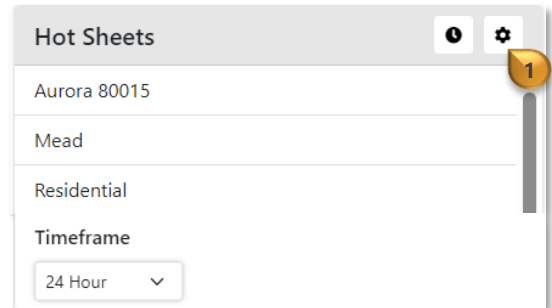 Hot Sheets
1
Aurora 80015
Mead
Residential
Timeframe
24 Hour